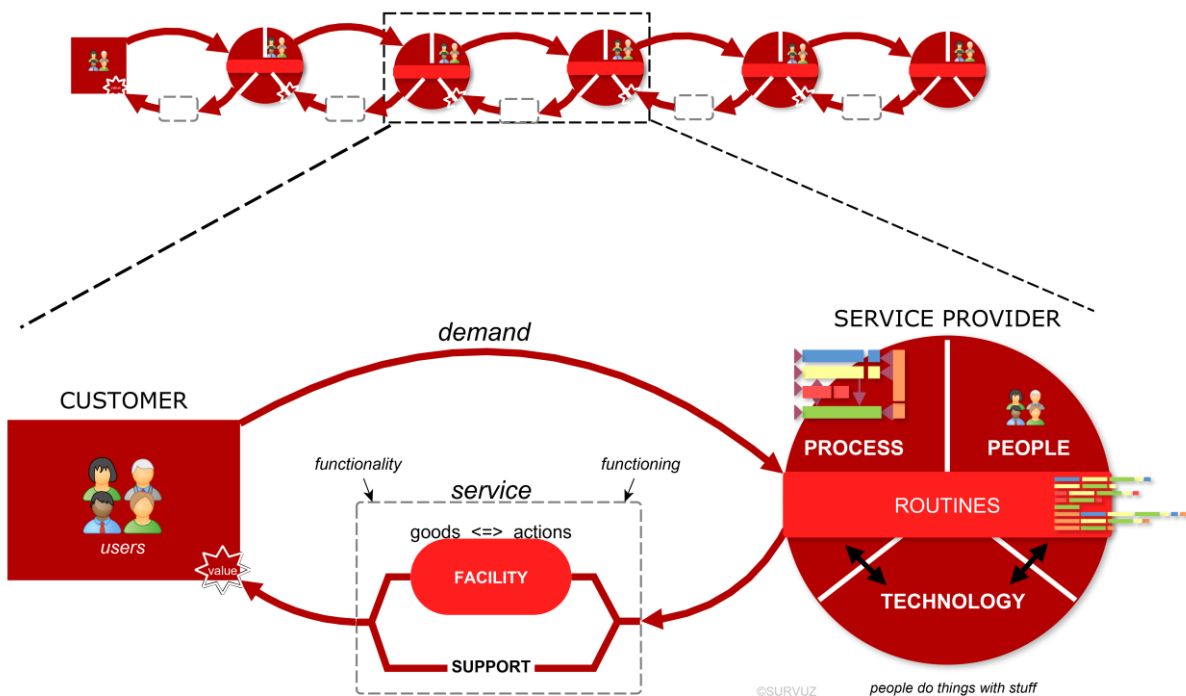 SERVICE PROVIDER
demand
CUSTOMER
PROCESS
PEOPLE
functionality
functioning
service
ROUTINES
goods <=> actions
users
value
FACILITY
TECHNOLOGY
SUPPORT
©SURVUZ
people do things with stuff